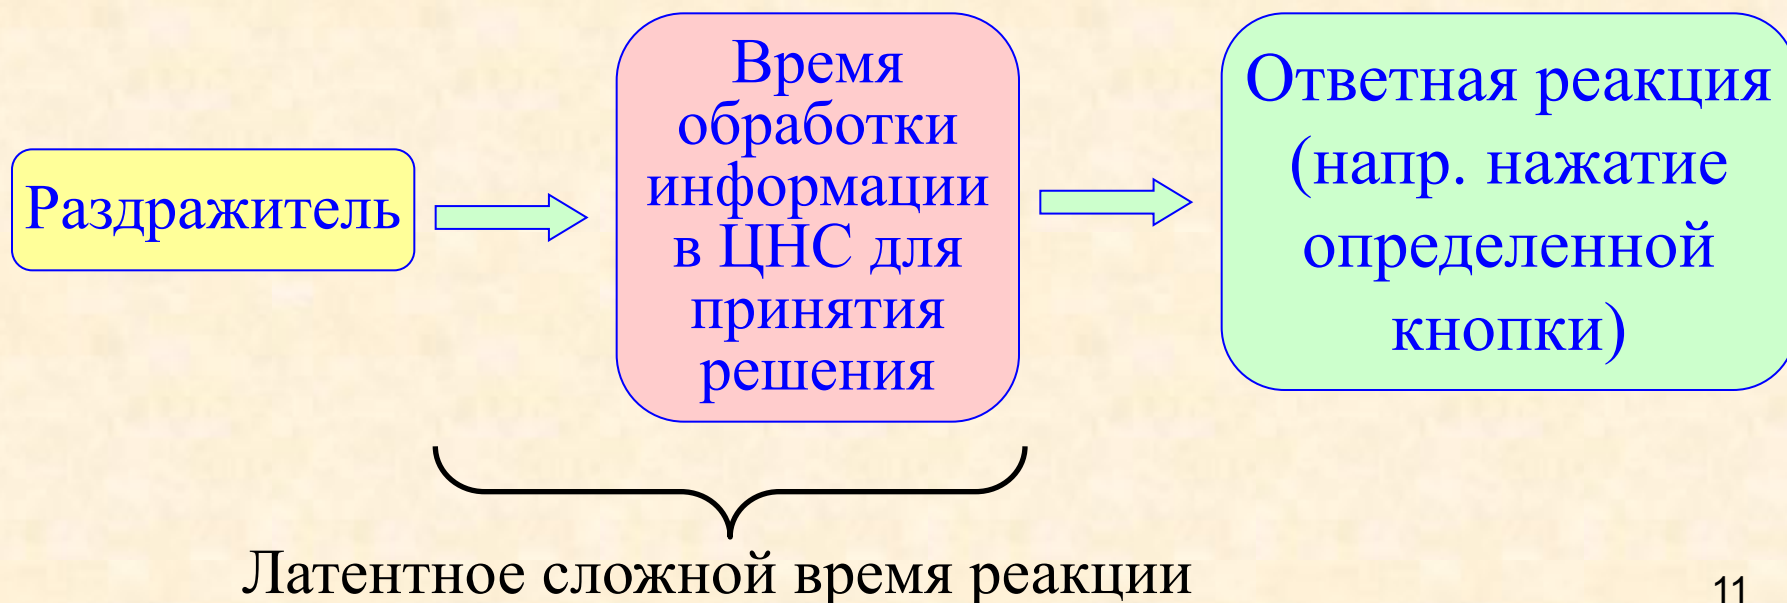 Раздражитель
Время
обработки
информации
в ЦНС для
принятия
решения
Ответная реакция
(напр. нажатие
определенной
кнопки)
Латентное сложной время реакции
11